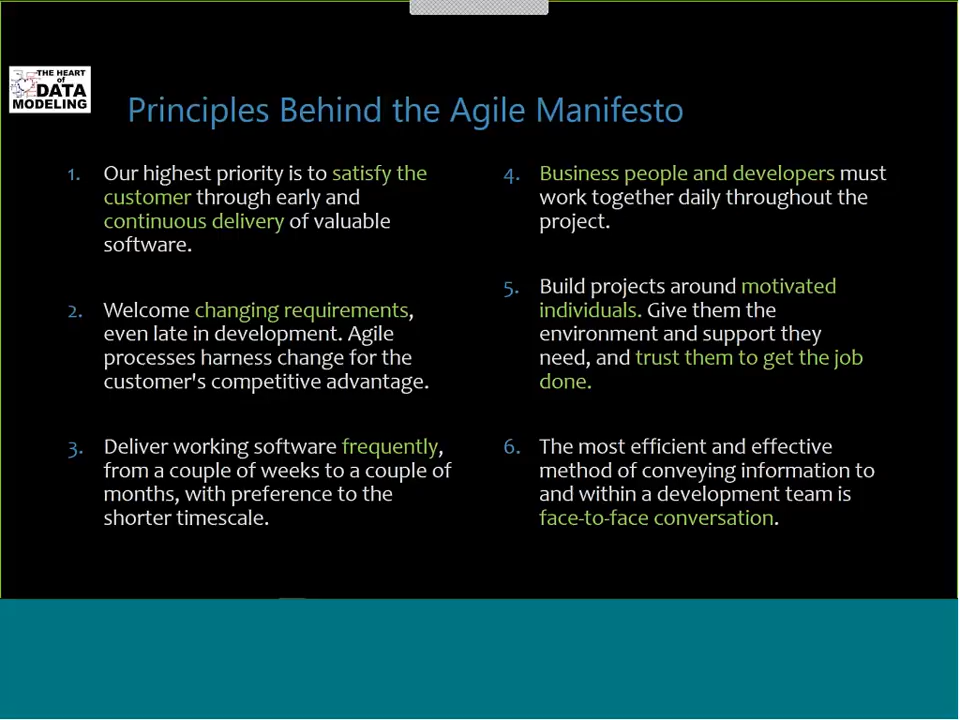 THE HEART
of
DATA
MODELING
Principles Behind the Agile Manifesto
1. Our highest priority is to satisfy the
customer through early and
continuous delivery of valuable
software.
2. Welcome changing requirements,
even late in development. Agile
processes harness change for the
customer's competitive advantage.
3. Deliver working software frequently,
from a couple of weeks to a couple of
months, with preference to the
shorter timescale.
4. Business people and developers must
work together daily throughout the
project.
5. Build projects around motivated
individuals. Give them the
environment and support they
need, and trust them to get the job
done.
6. The most efficient and effective
method of conveying information to
and within a development team is
face-to-face conversation.